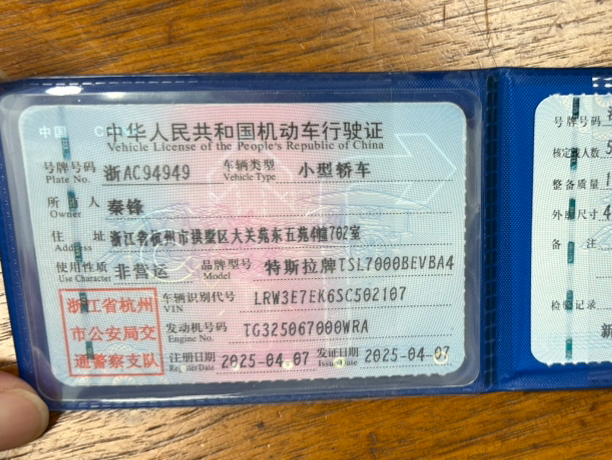 中华人民共和国机动车行驶证
Vehicle License of the People's Republic of China
号牌号码 浙AC94949 车辆类型 小型轿车
Plate No. Vehicle Type
所有人 秦锋
Owner
住址 浙江省杭州市拱墅区大关苑东五苑4幢702室
Address
使用性质 非营运 品牌型号 特斯拉牌TSL7000BEVBA4
Use Character Model
浙江省杭州
市公安局交
通警察支队
车辆识别代号 LRW3E7EK6SC502107
VIN
发动机号码 TG325067000WRA
Engine No.
注册日期 2025-04-07 发证日期 2025-04-07
Register Date Issue Date
号牌号码
核定载人数 5
整备质量 1
外廓尺寸 4
备注
检验记录
新